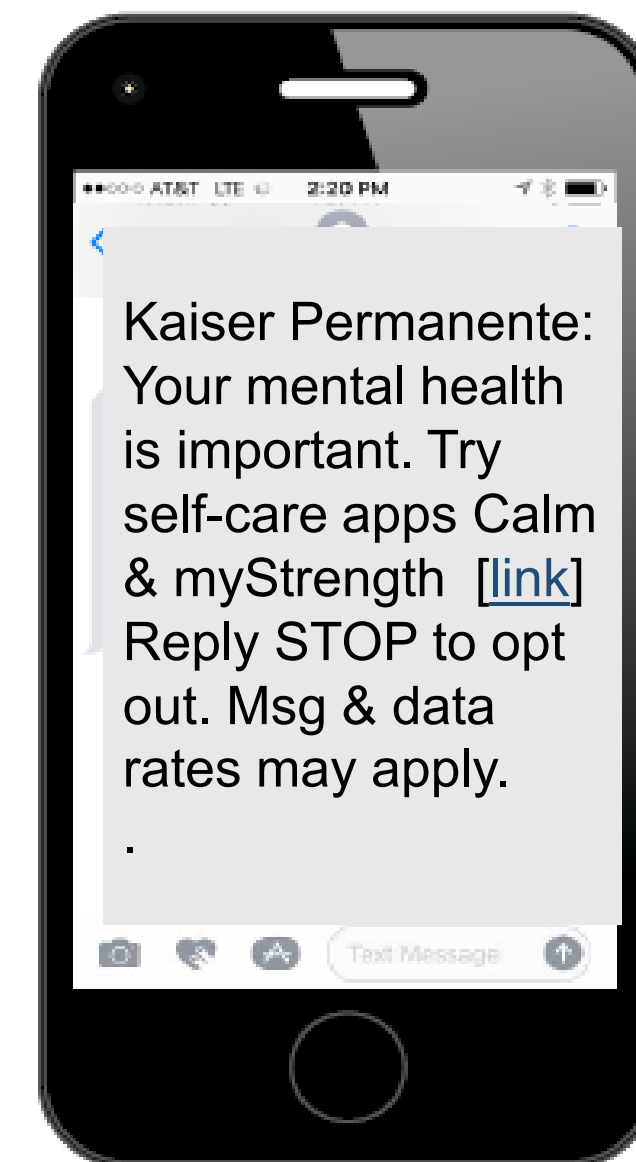 AT&T LTE 2:20 PM
Kaiser Permanente:
Your mental health
is important. Try
self-care apps Calm
& myStrength [link]
Reply STOP to opt
out. Msg & data
rates may apply.
.
Text Message